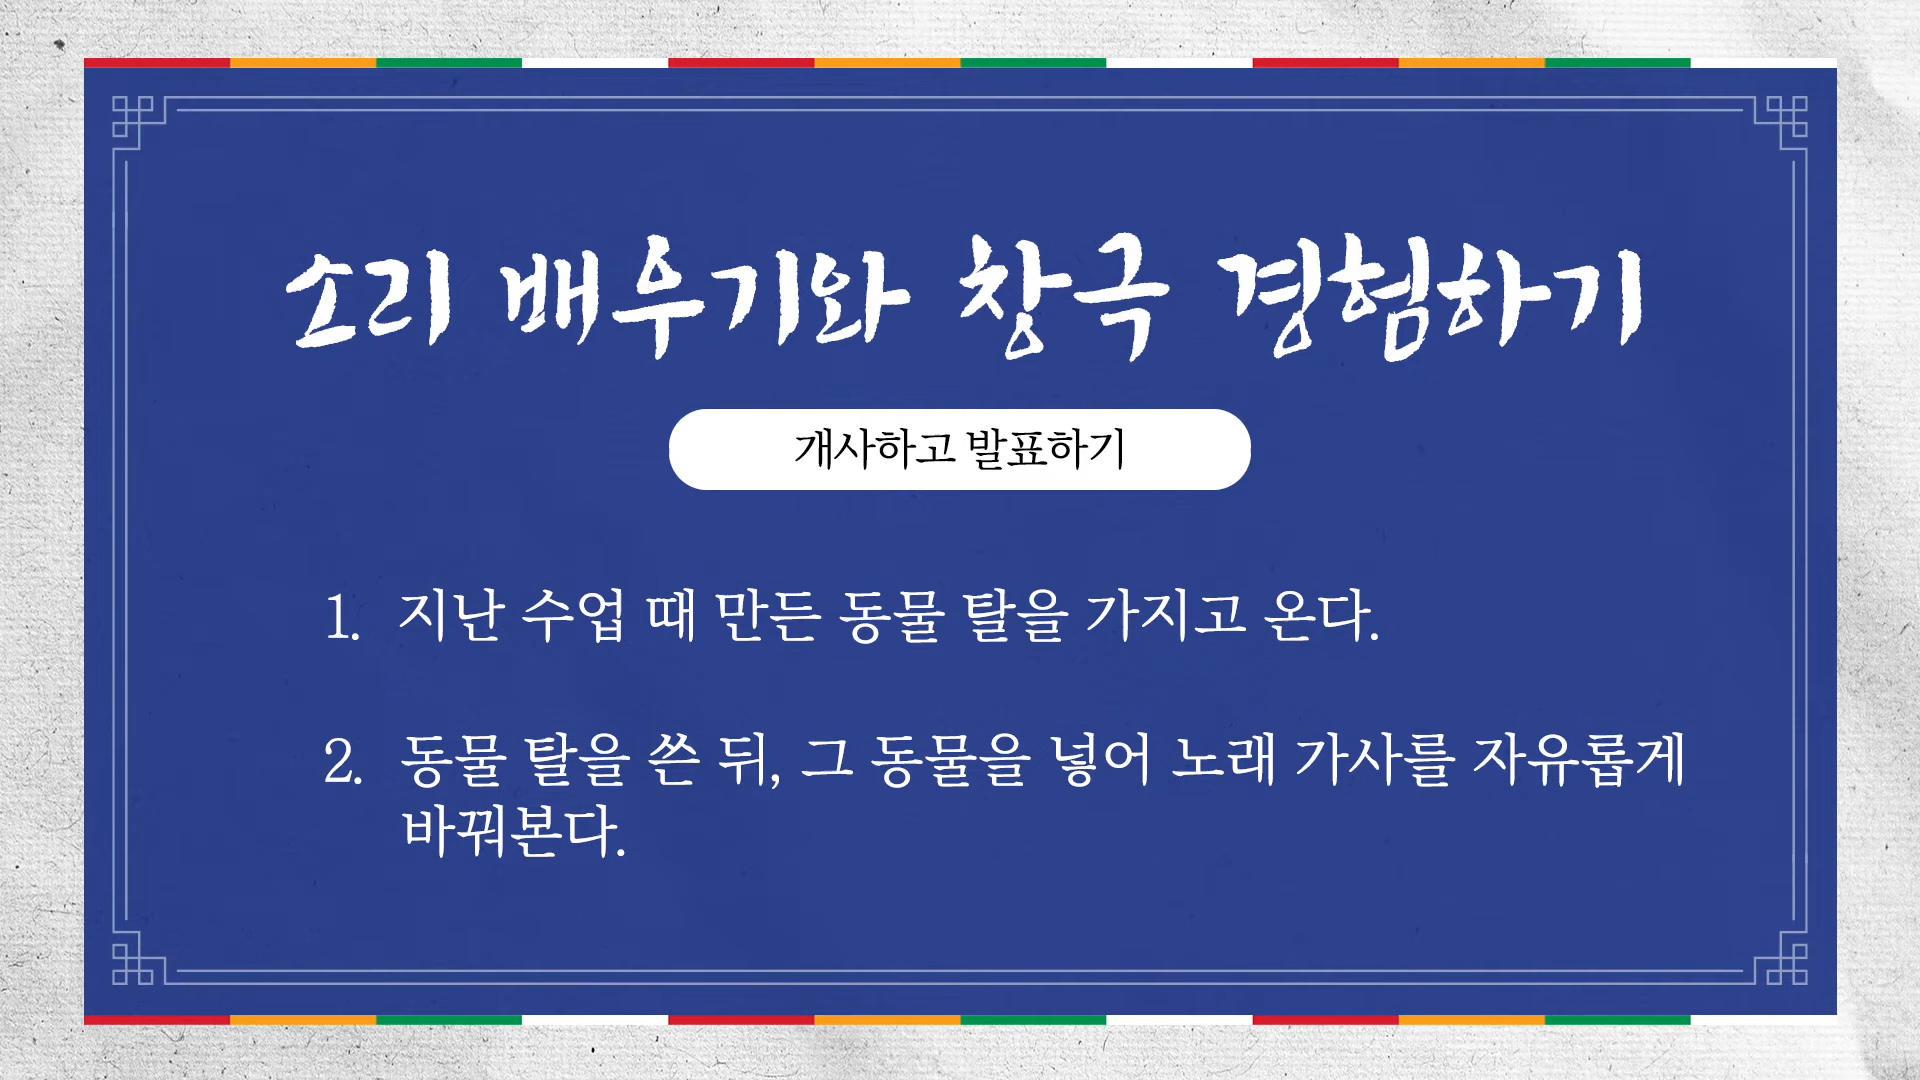 소리 배우기와 창극 경험하기
개사하고 발표하기
1. 지난 수업 때 만든 동물 탈을 가지고 온다.
2. 동물 탈을 쓴 뒤, 그 동물을 넣어 노래 가사를 자유롭게
바꿔본다.